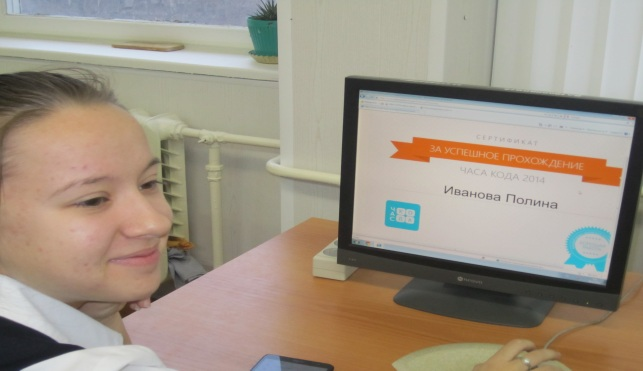 СЕРТИФИКАТ
ЗА УСПЕШНОЕ ПРОХОЖДЕНИЕ
ЧАСА КОДА 2014
Иванова Полина